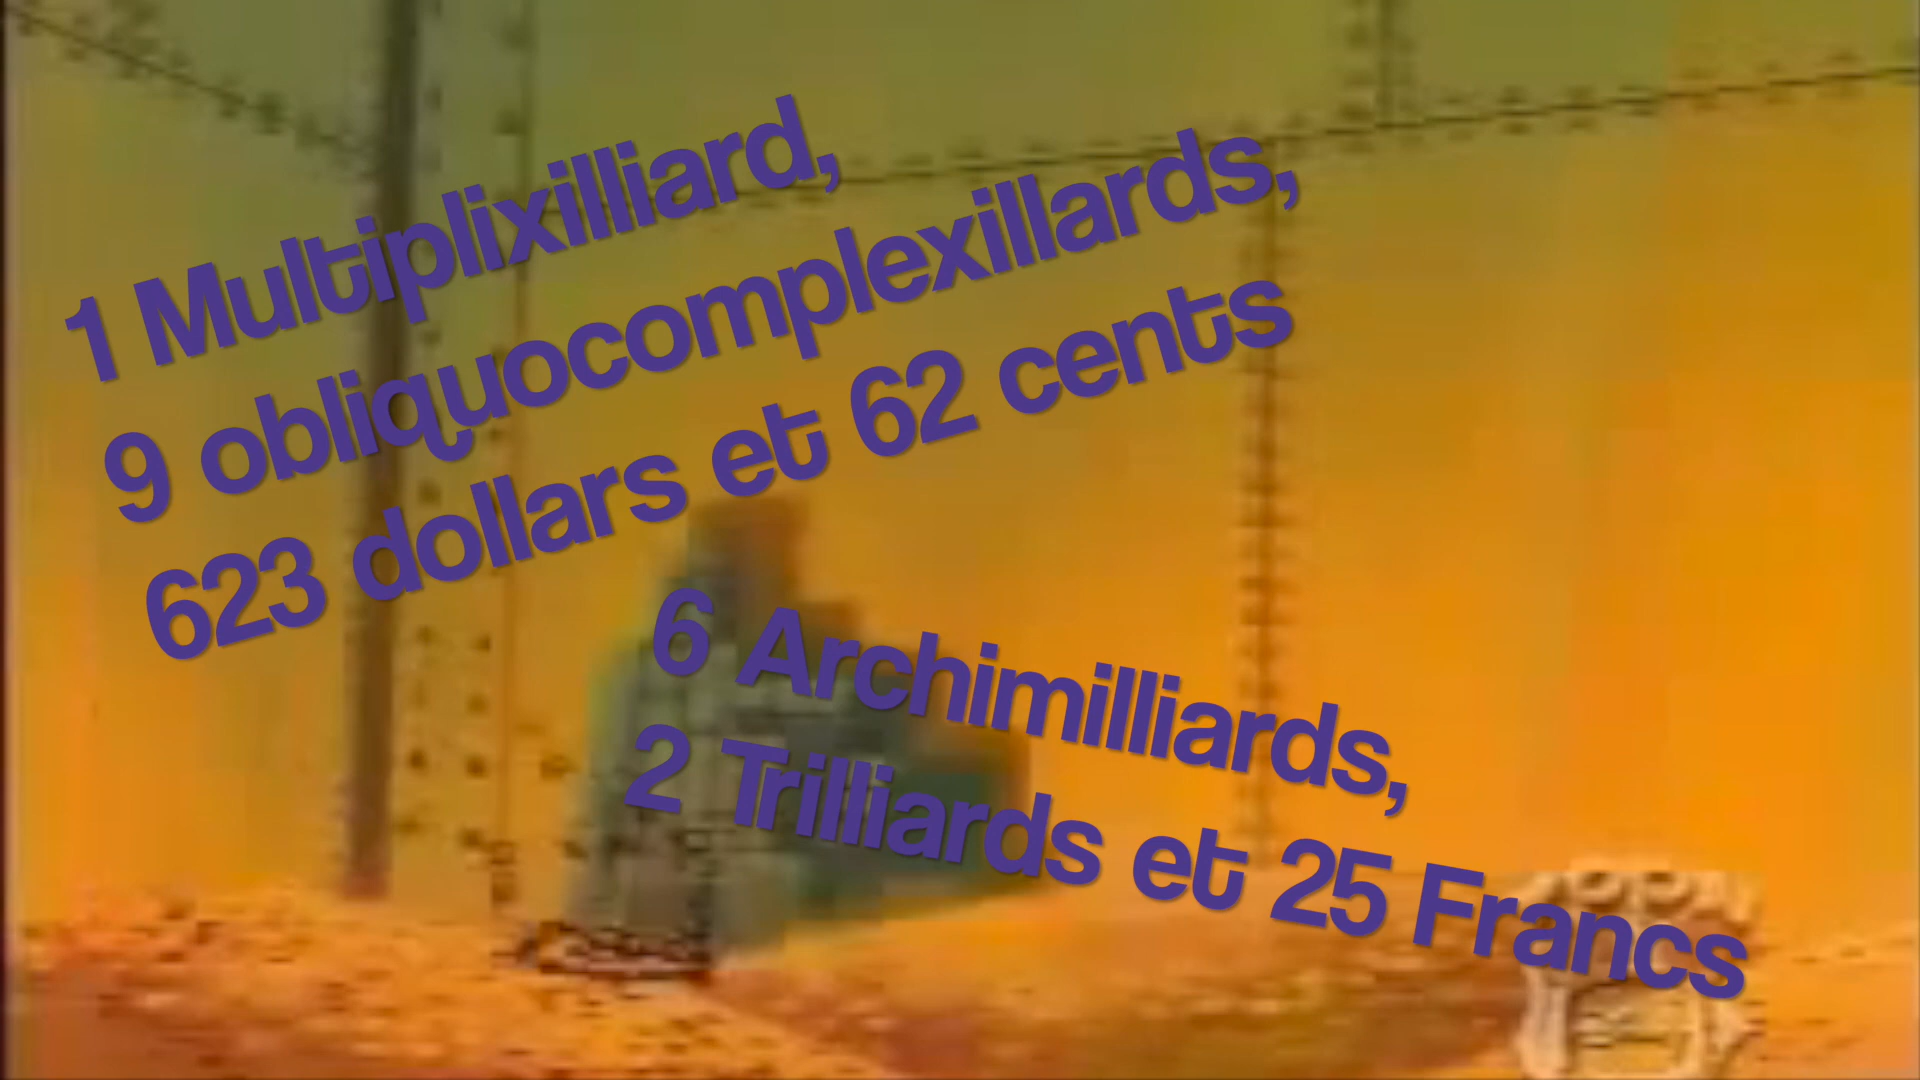 1 Multiplixilliard,
9 obliquocomplexillards,
623 dollars et 62 cents
6 Archimilliards,
2 Trilliards et 25 Francs